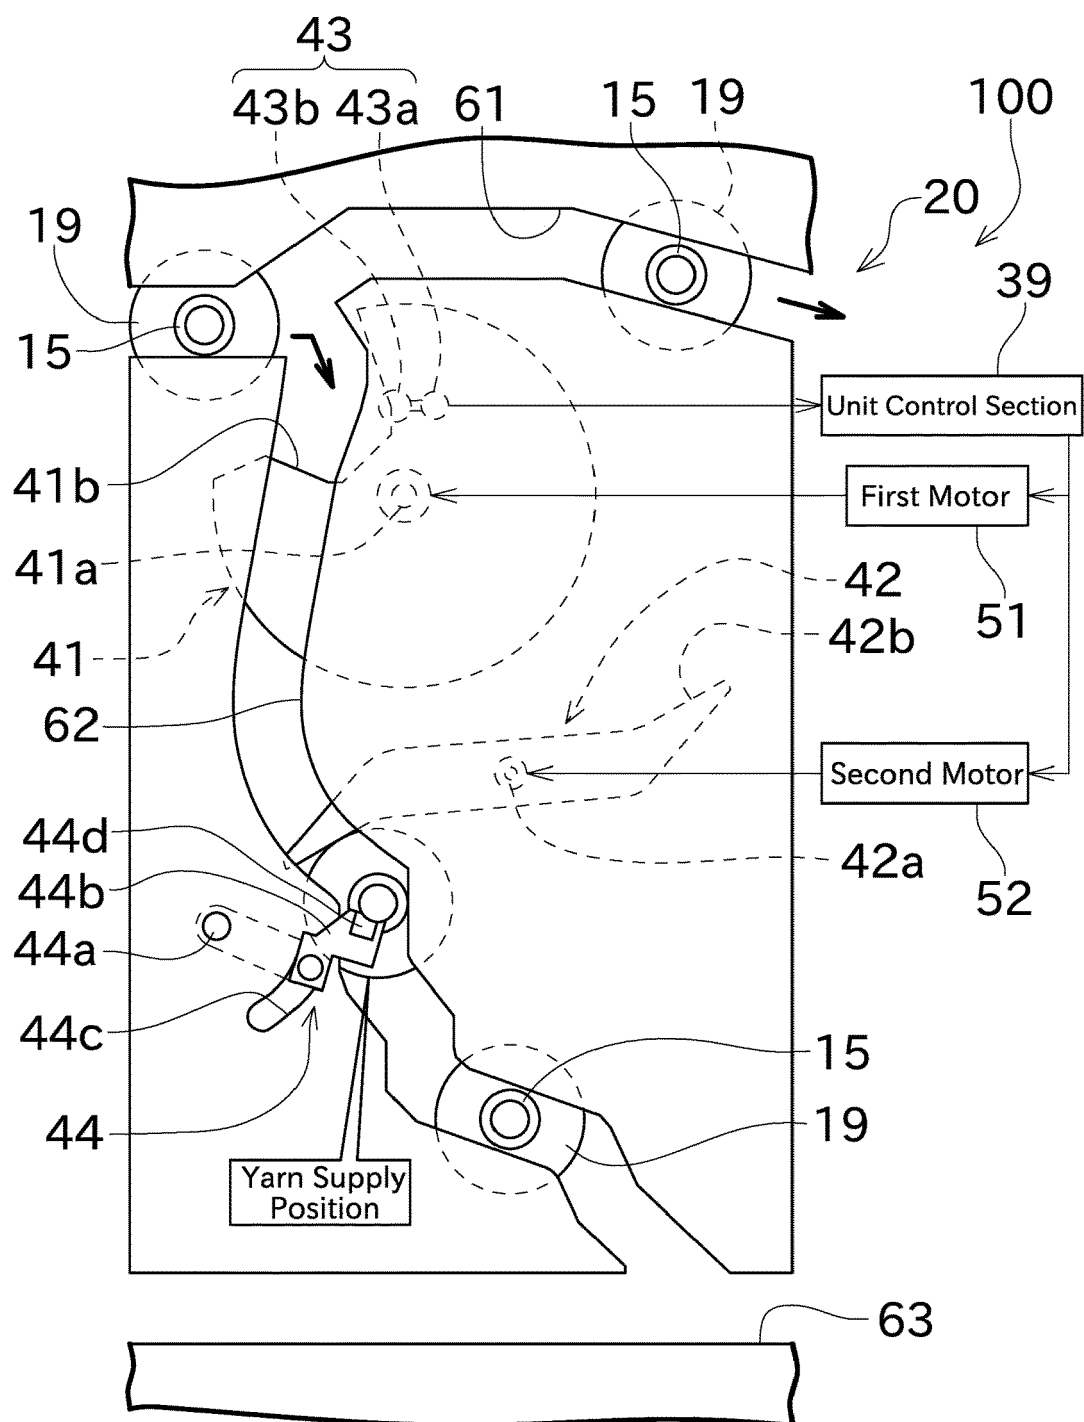 43
43b 43a 61 15 19 100
20
19
39
15
Unit Control Section
41b
First Motor
41a
42
51
42b
41
62
Second Motor
44d
42a
44b
52
44a
44c
15
44
19
Yarn Supply
Position
63